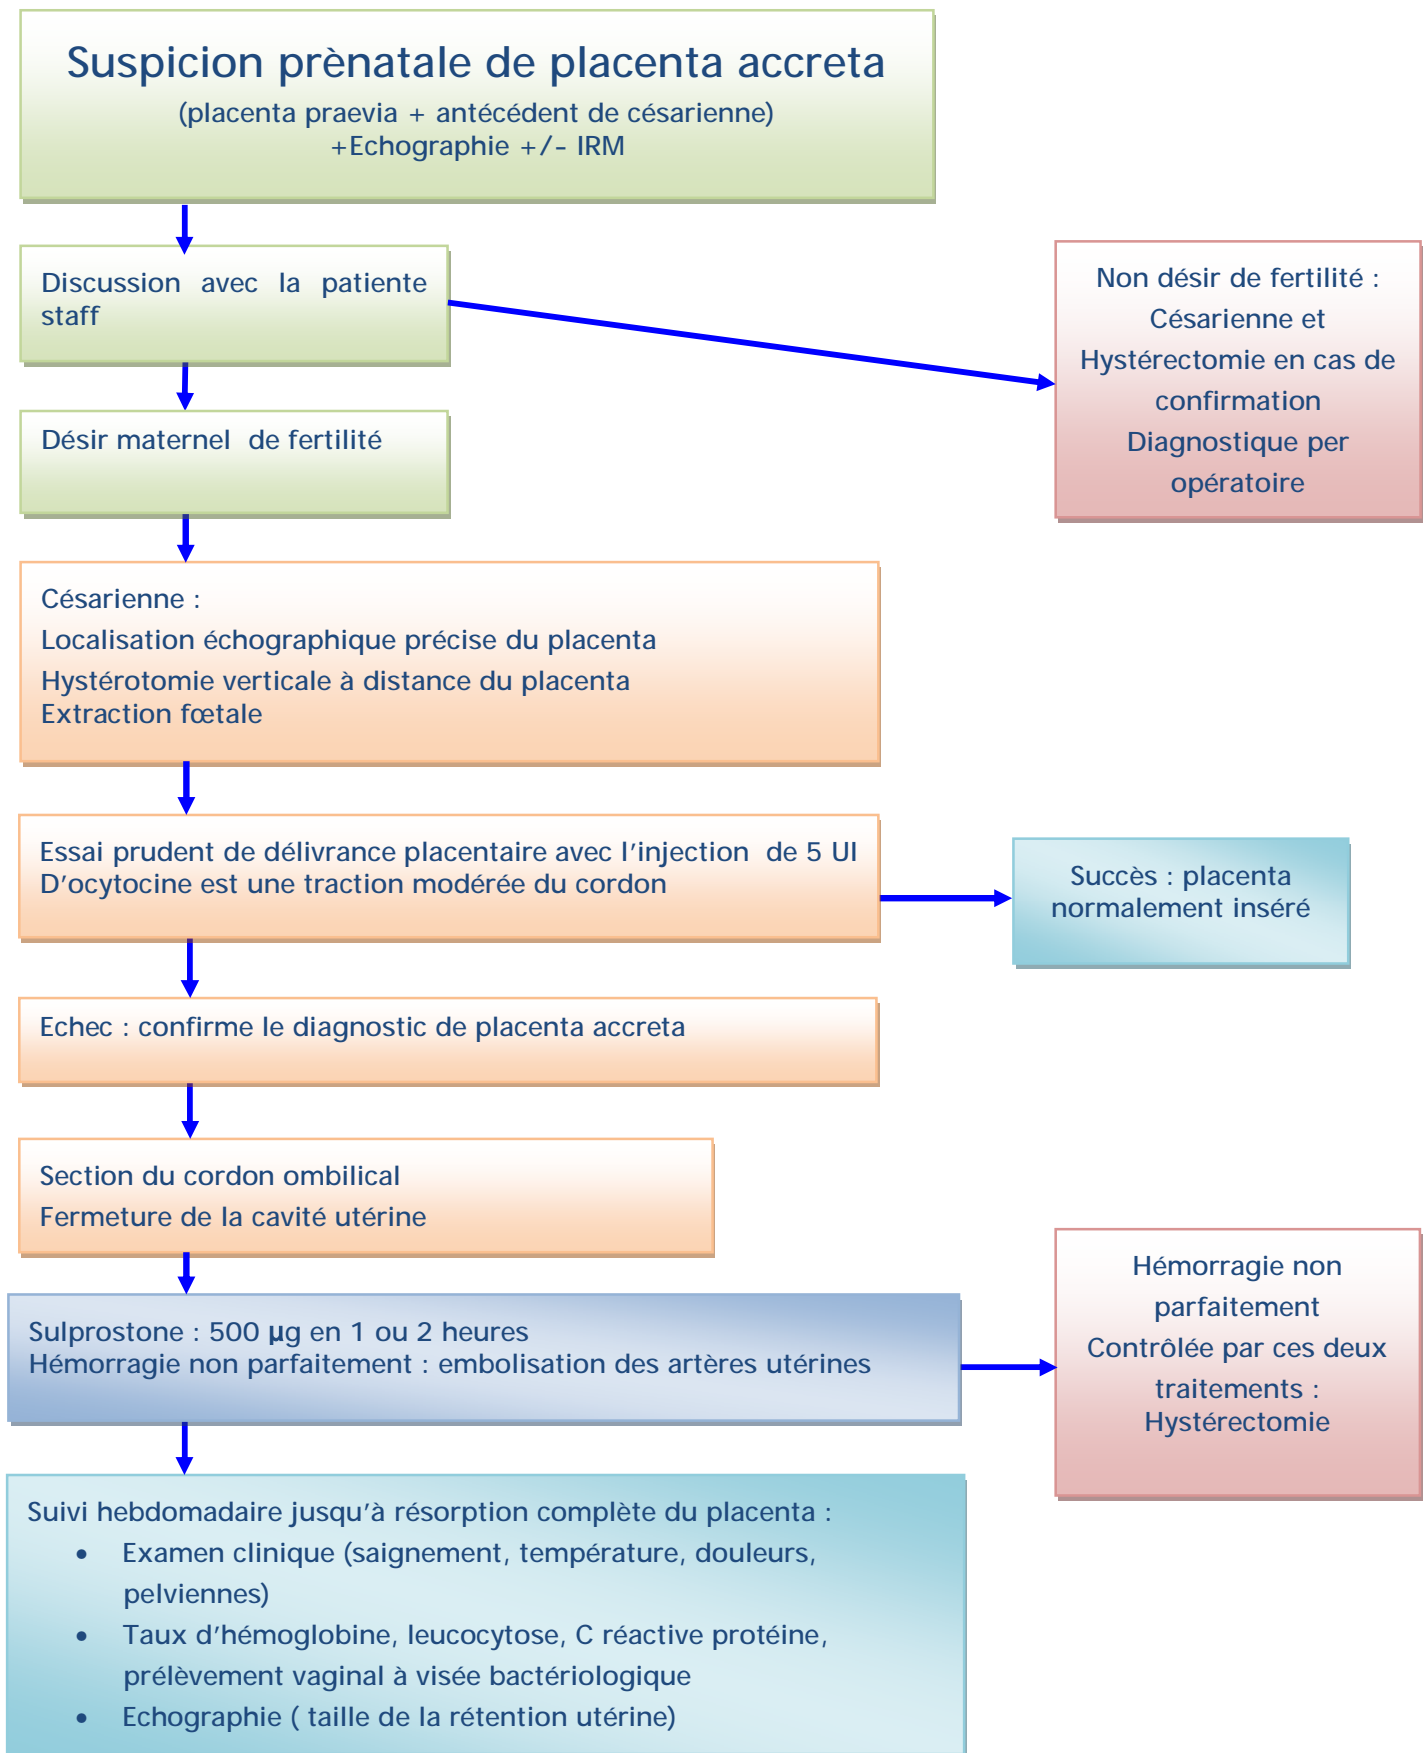 Suspicion prènatale de placenta accreta
(placenta praevia + antécédent de césarienne)
+Echographie +/- IRM
Discussion avec la patiente
staff
Non désir de fertilité :
Césarienne et
Hystérectomie en cas de
confirmation
Diagnostique per
opératoire
Désir maternel de fertilité
Césarienne :
Localisation échographique précise du placenta
Hystérotomie verticale à distance du placenta
Extraction fœtale
Essai prudent de délivrance placentaire avec l'injection de 5 UI
D'ocytocine est une traction modérée du cordon
Succès : placenta
normalement inséré
Echec : confirme le diagnostic de placenta accreta
Section du cordon ombilical
Fermeture de la cavité utérine
Sulprostone : 500 µg en 1 ou 2 heures
Hémorragie non parfaitement : embolisation des artères utérines
Hémorragie non
parfaitement
Contrôlée par ces deux
traitements :
Hystérectomie
Suivi hebdomadaire jusqu'à résorption complète du placenta :
• Examen clinique (saignement, température, douleurs,
pelviennes)
• Taux d'hémoglobine, leucocytose, C réactive protéine,
prélèvement vaginal à visée bactériologique
• Echographie ( taille de la rétention utérine)